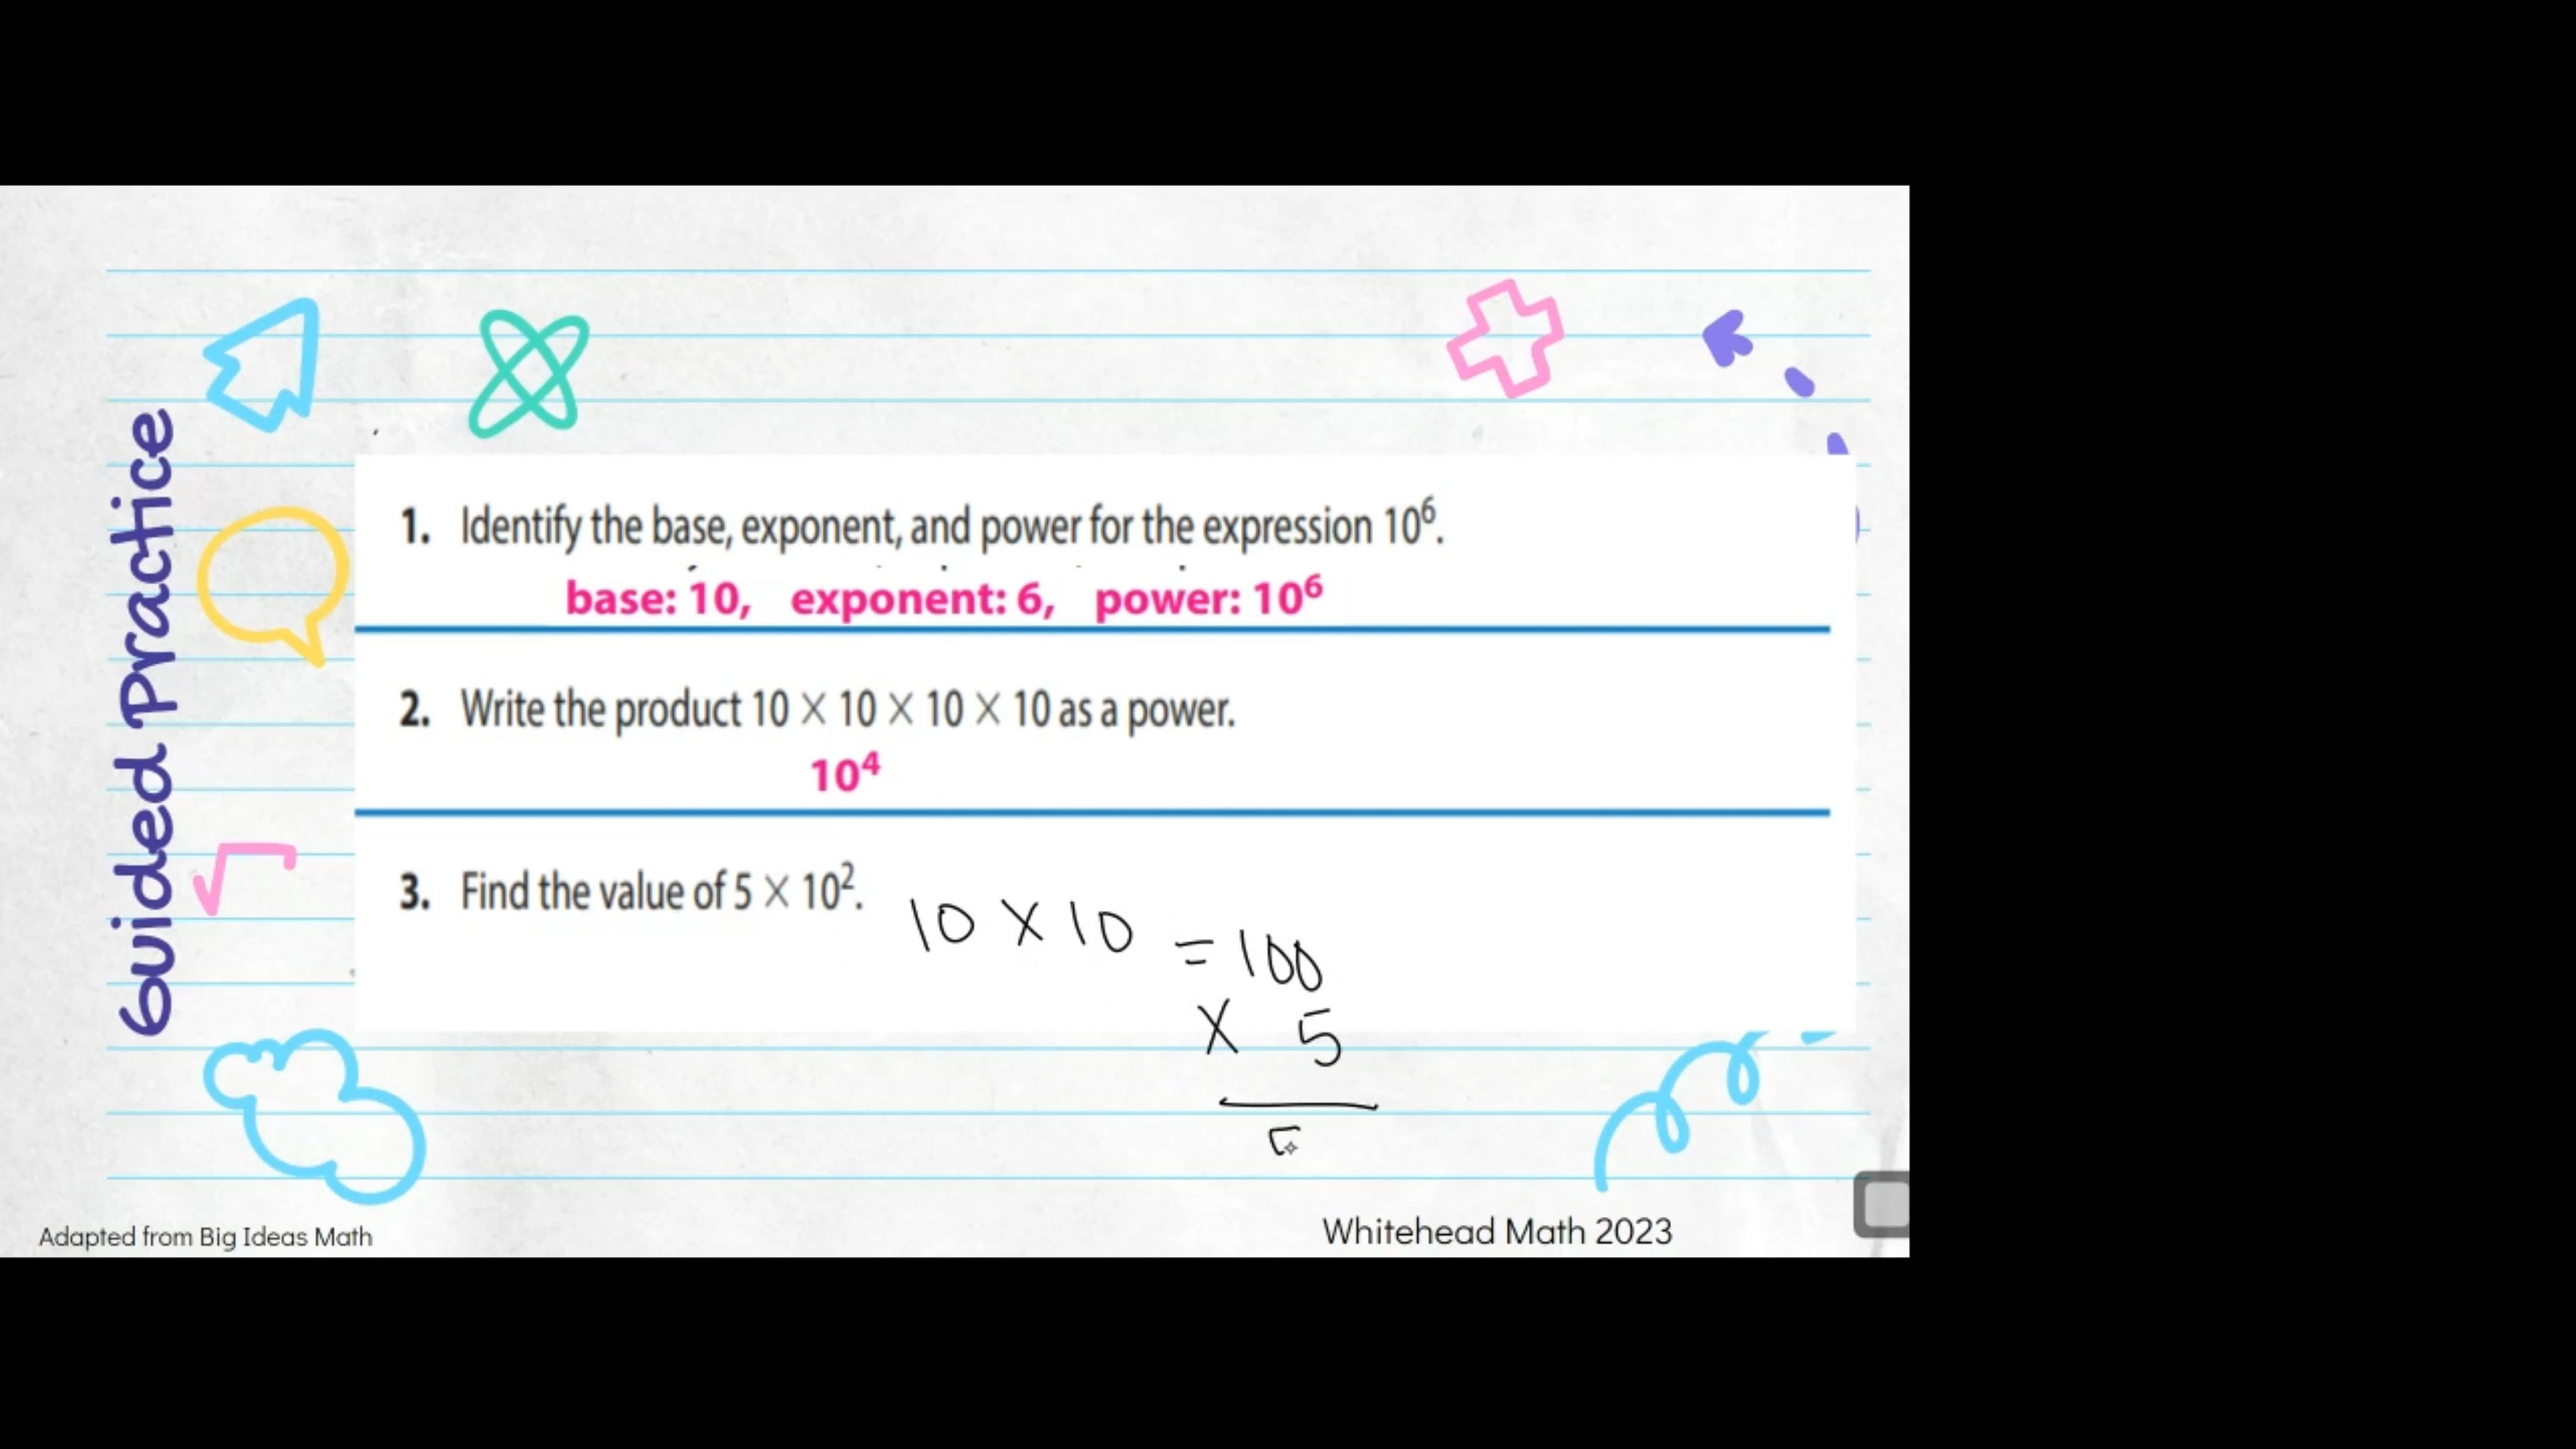 Guided Practice
1. Identify the base, exponent, and power for the expression 10⁶.
base: 10, exponent: 6, power: 10⁶
2. Write the product 10 × 10 × 10 × 10 as a power.
10⁴
3. Find the value of 5 × 10².
10 × 10 = 100
× 5
Adapted from Big Ideas Math
Whitehead Math 2023